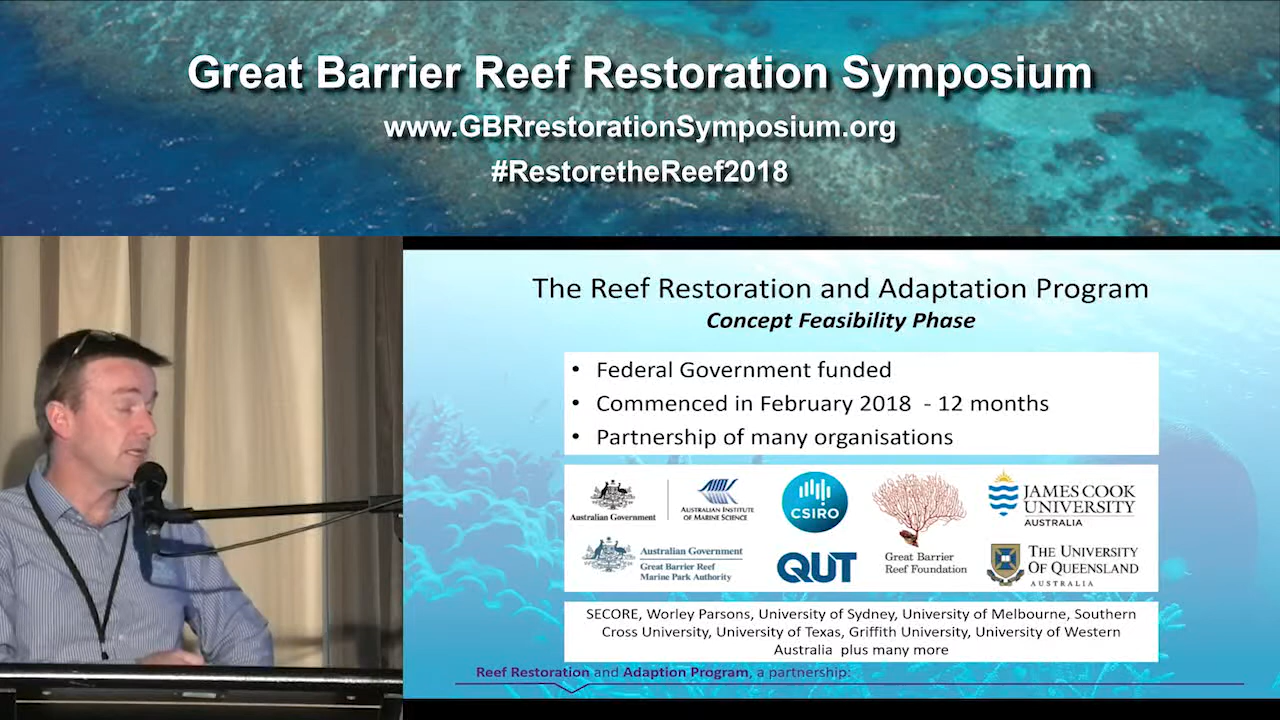 Great Barrier Reef Restoration Symposium
www.GBRrestorationSymposium.org
#RestoretheReef2018
The Reef Restoration and Adaptation Program
Concept Feasibility Phase
• Federal Government funded
• Commenced in February 2018 - 12 months
• Partnership of many organisations
Australian Government
AIMS
AUSTRALIAN INSTITUTE
OF MARINE SCIENCE
CSIRO
Great Barrier
Reef Foundation
JAMES COOK
UNIVERSITY
AUSTRALIA
Australian Government
Great Barrier Reef
Marine Park Authority
QUT
THE UNIVERSITY
OF QUEENSLAND
AUSTRALIA
SECORE, Worley Parsons, University of Sydney, University of Melbourne, Southern
Cross University, University of Texas, Griffith University, University of Western
Australia plus many more
Reef Restoration and Adaption Program, a partnership: